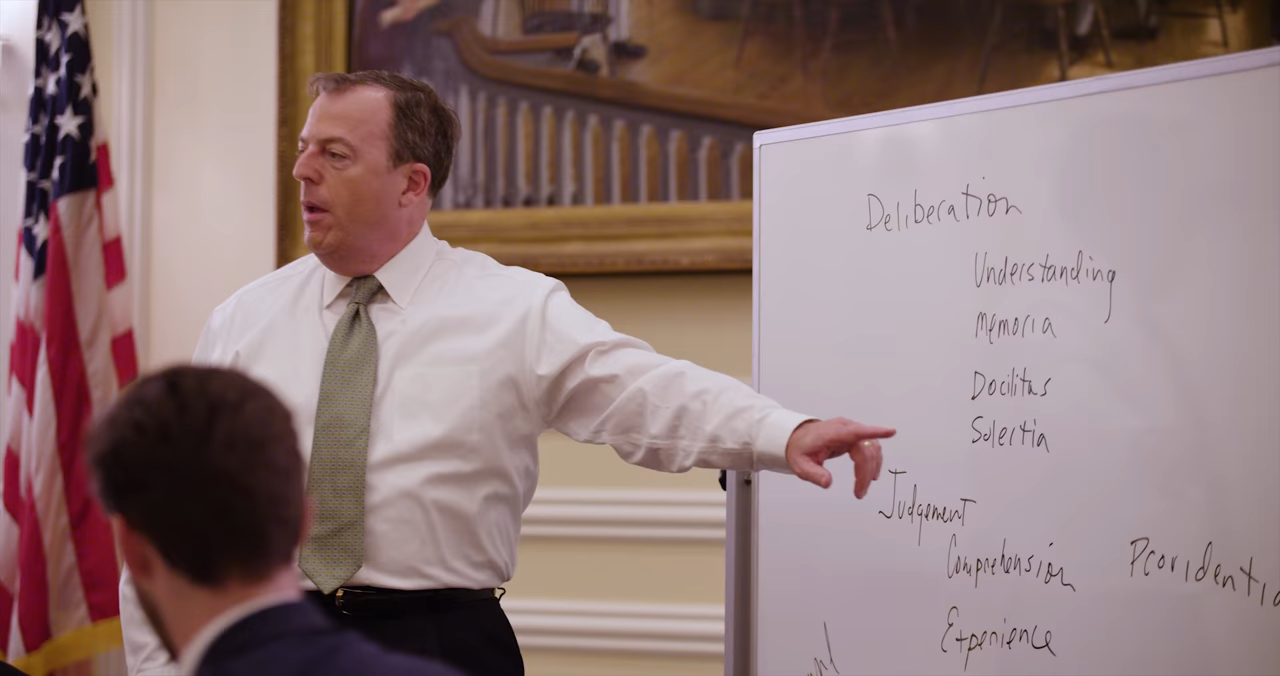 Deliberation
Understanding
Memoria
Docilitas
Solertia
Judgement
Comprehension
Providentia
Experience